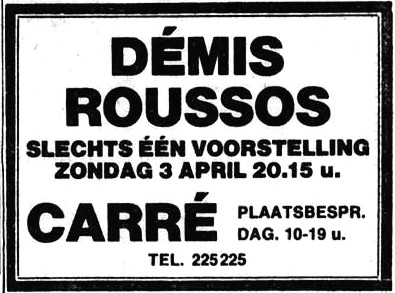 DÉMIS
ROUSSOS
SLECHTS ÉÉN VOORSTELLING
ZONDAG 3 APRIL 20.15 u.
CARRÉ
PLAATSBESPR.
DAG. 10-19 u.
TEL. 225225